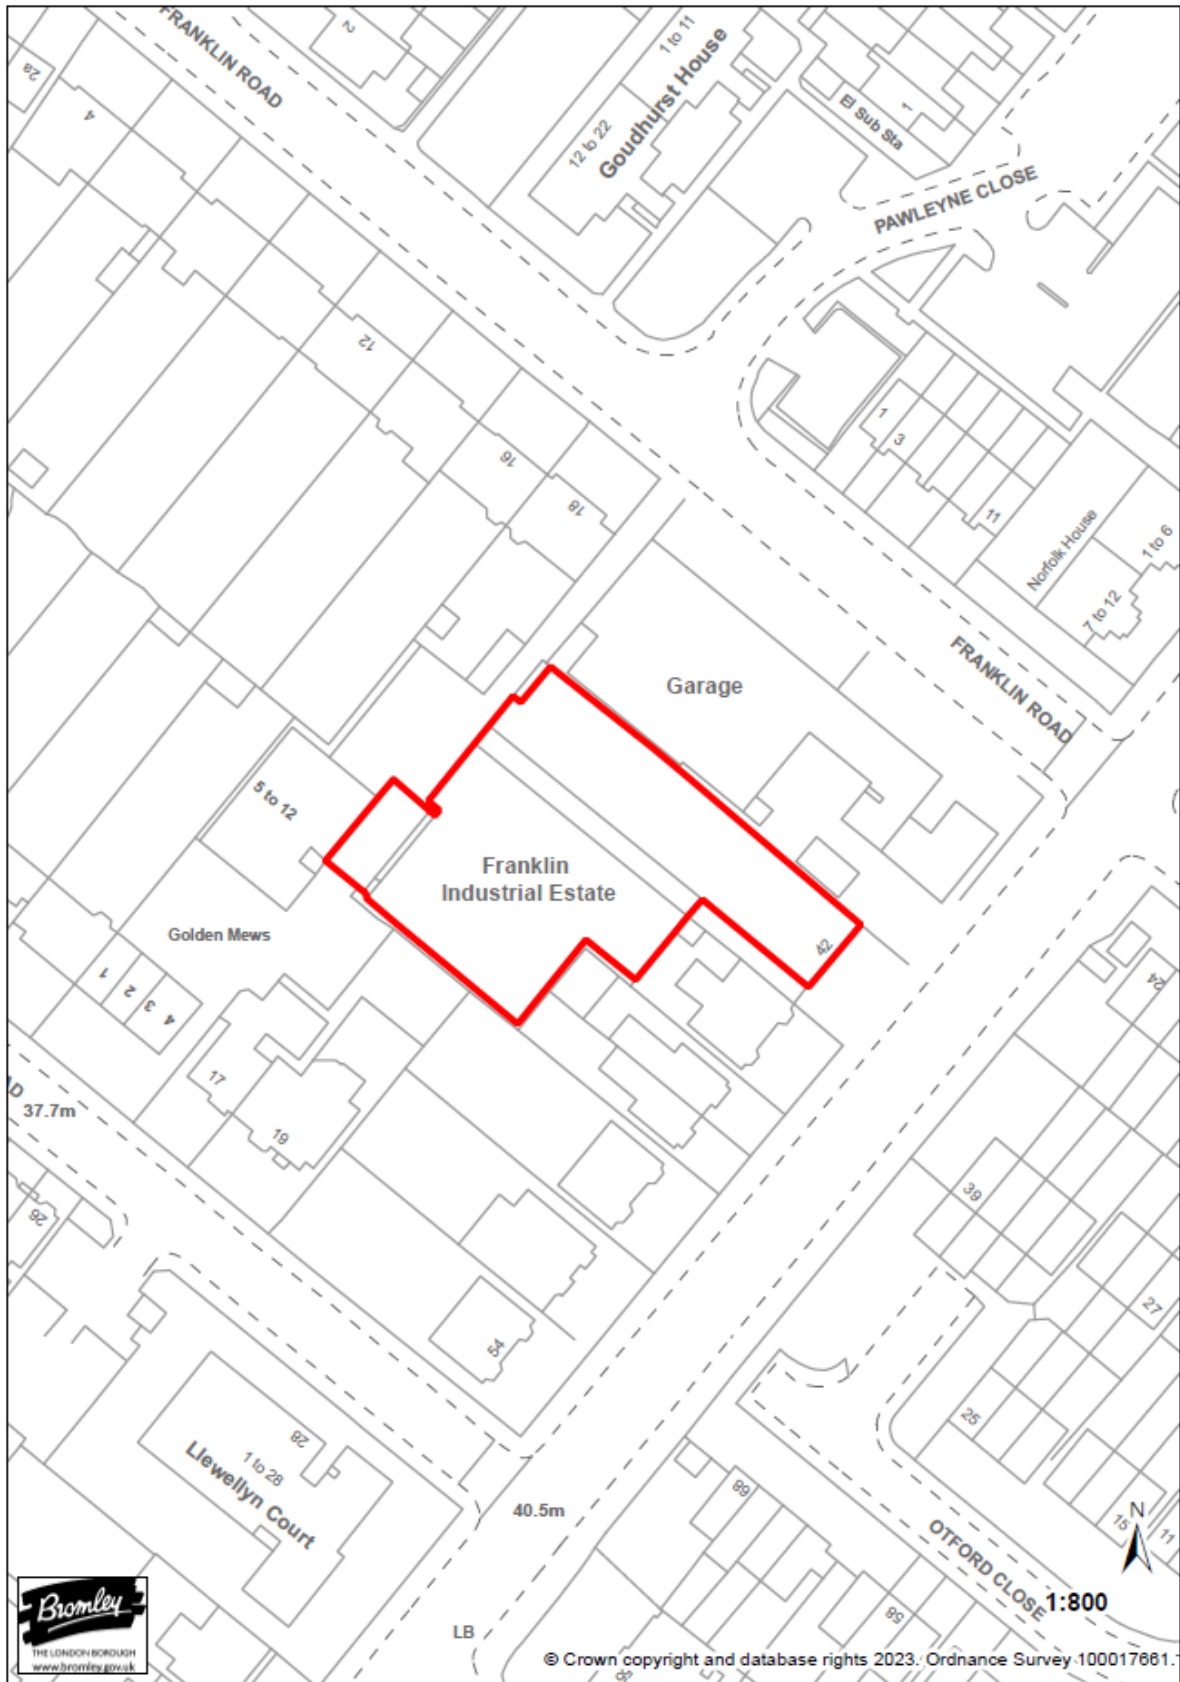 FRANKLIN ROAD
2
2a
4
1 to 11
Goudhurst House
12 to 22
1
El Sub Sta
PAWLEYNE CLOSE
12
16
18
1
3
11
Norfolk House
1 to 6
7 to 12
FRANKLIN ROAD
Garage
5 to 12
Franklin
Industrial Estate
Golden Mews
42
24
1
2
3
4
17
19
37.7m
26
39
27
54
25
28
1 to 28
Llewellyn Court
40.5m
68
58
OTFORD CLOSE
15
11
N
1:800
LB
Bromley
THE LONDON BOROUGH
www.bromley.gov.uk
© Crown copyright and database rights 2023. Ordnance Survey 100017661.